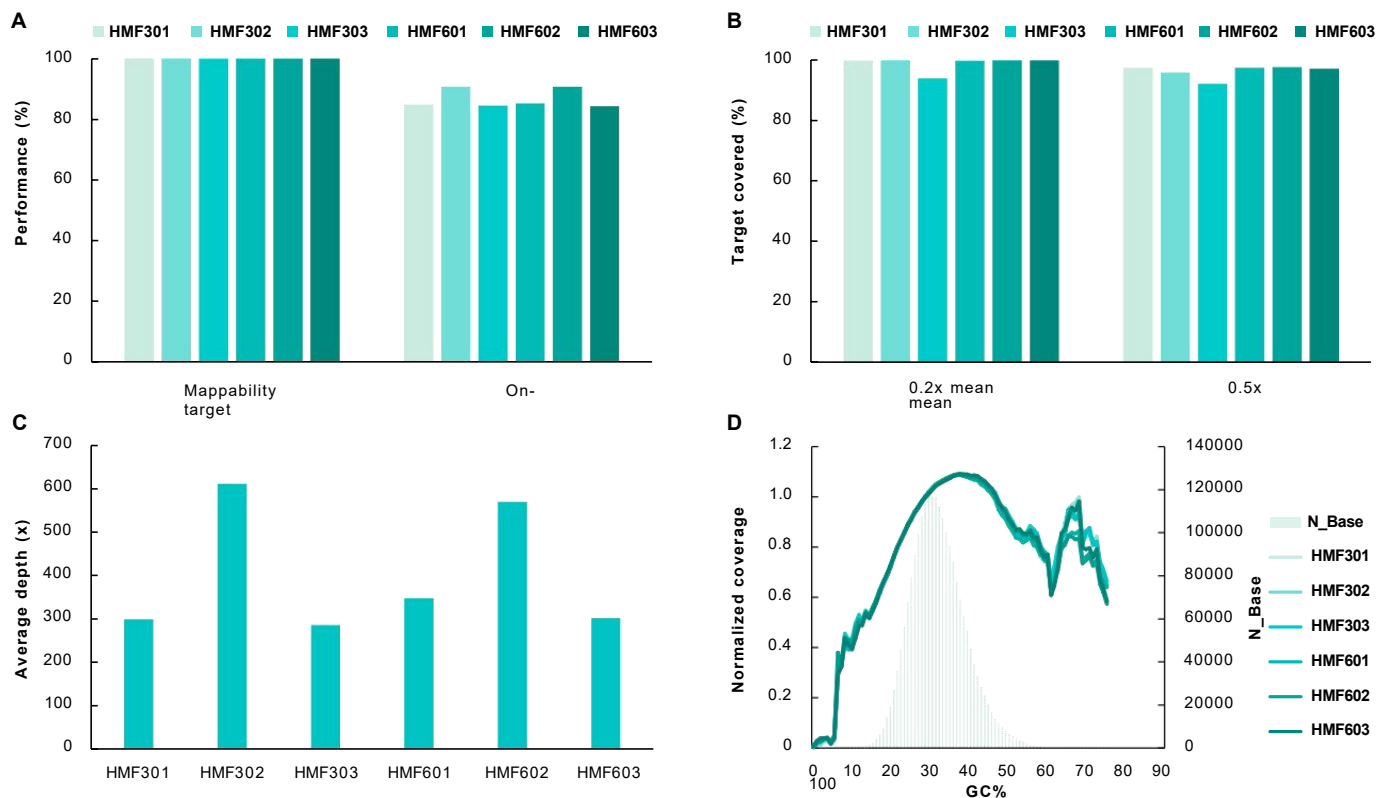 A
HMF301 HMF302 HMF303 HMF601 HMF602 HMF603
Performance (%)
100
80
60
40
20
0
Mappability On-
target
B
HMF301 HMF302 HMF303 HMF601 HMF602 HMF603
Target covered (%)
100
80
60
40
20
0
0.2x mean 0.5x
mean
C
Average depth (x)
700
600
500
400
300
200
100
0
HMF301 HMF302 HMF303 HMF601 HMF602 HMF603
D
Normalized coverage
1.2
1.0
0.8
0.6
0.4
0.2
0
140000
120000
100000
80000
60000
40000
20000
0
N_Base
0 10 20 30 40 50 60 70 80 90
100
GC%
N_Base
HMF301
HMF302
HMF303
HMF601
HMF602
HMF603